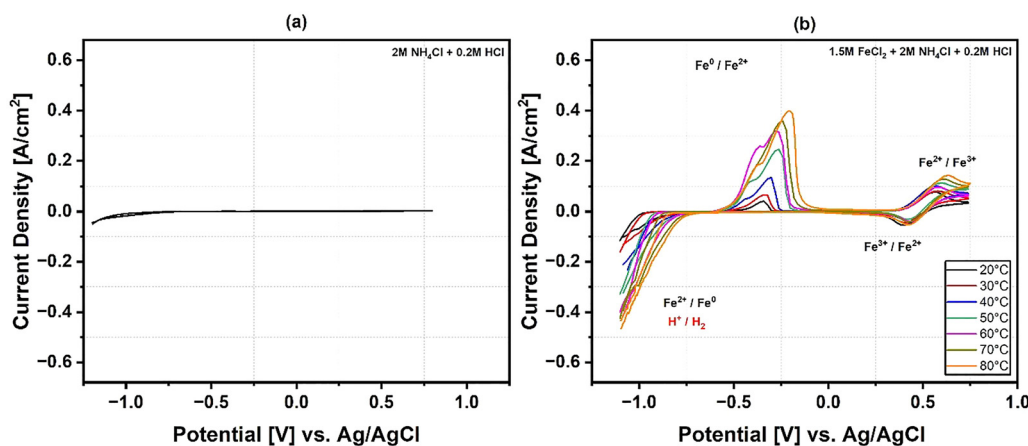 (a)
2M NH₄Cl + 0.2M HCl
Current Density [A/cm²]
0.6
0.4
0.2
0.0
−0.2
−0.4
−0.6
−1.0 −0.5 0.0 0.5 1.0
Potential [V] vs. Ag/AgCl
(b)
1.5M FeCl₂ + 2M NH₄Cl + 0.2M HCl
Fe⁰ / Fe²⁺
Fe²⁺ / Fe³⁺
Fe³⁺ / Fe²⁺
Fe²⁺ / Fe⁰
H⁺ / H₂
20°C
30°C
40°C
50°C
60°C
70°C
80°C
Current Density [A/cm²]
0.6
0.4
0.2
0.0
−0.2
−0.4
−0.6
−1.0 −0.5 0.0 0.5 1.0
Potential [V] vs. Ag/AgCl